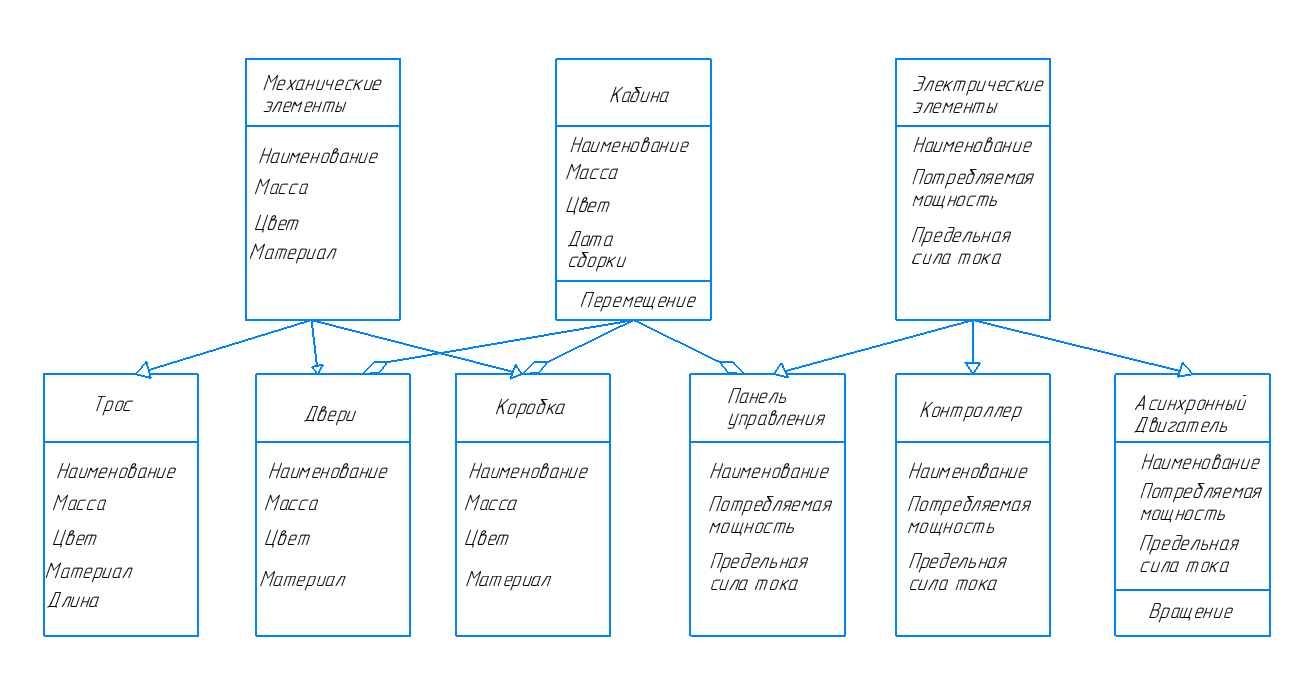 Механические
элементы
Наименование
Масса
Цвет
Материал
Кабина
Наименование
Масса
Цвет
Дата
сборки
Перемещение
Электрические
элементы
Наименование
Потребляемая
мощность
Предельная
сила тока
Трос
Наименование
Масса
Цвет
Материал
Длина
Двери
Наименование
Масса
Цвет
Материал
Коробка
Наименование
Масса
Цвет
Материал
Панель
управления
Наименование
Потребляемая
мощность
Предельная
сила тока
Контроллер
Наименование
Потребляемая
мощность
Предельная
сила тока
Асинхронный
Двигатель
Наименование
Потребляемая
мощность
Предельная
сила тока
Вращение